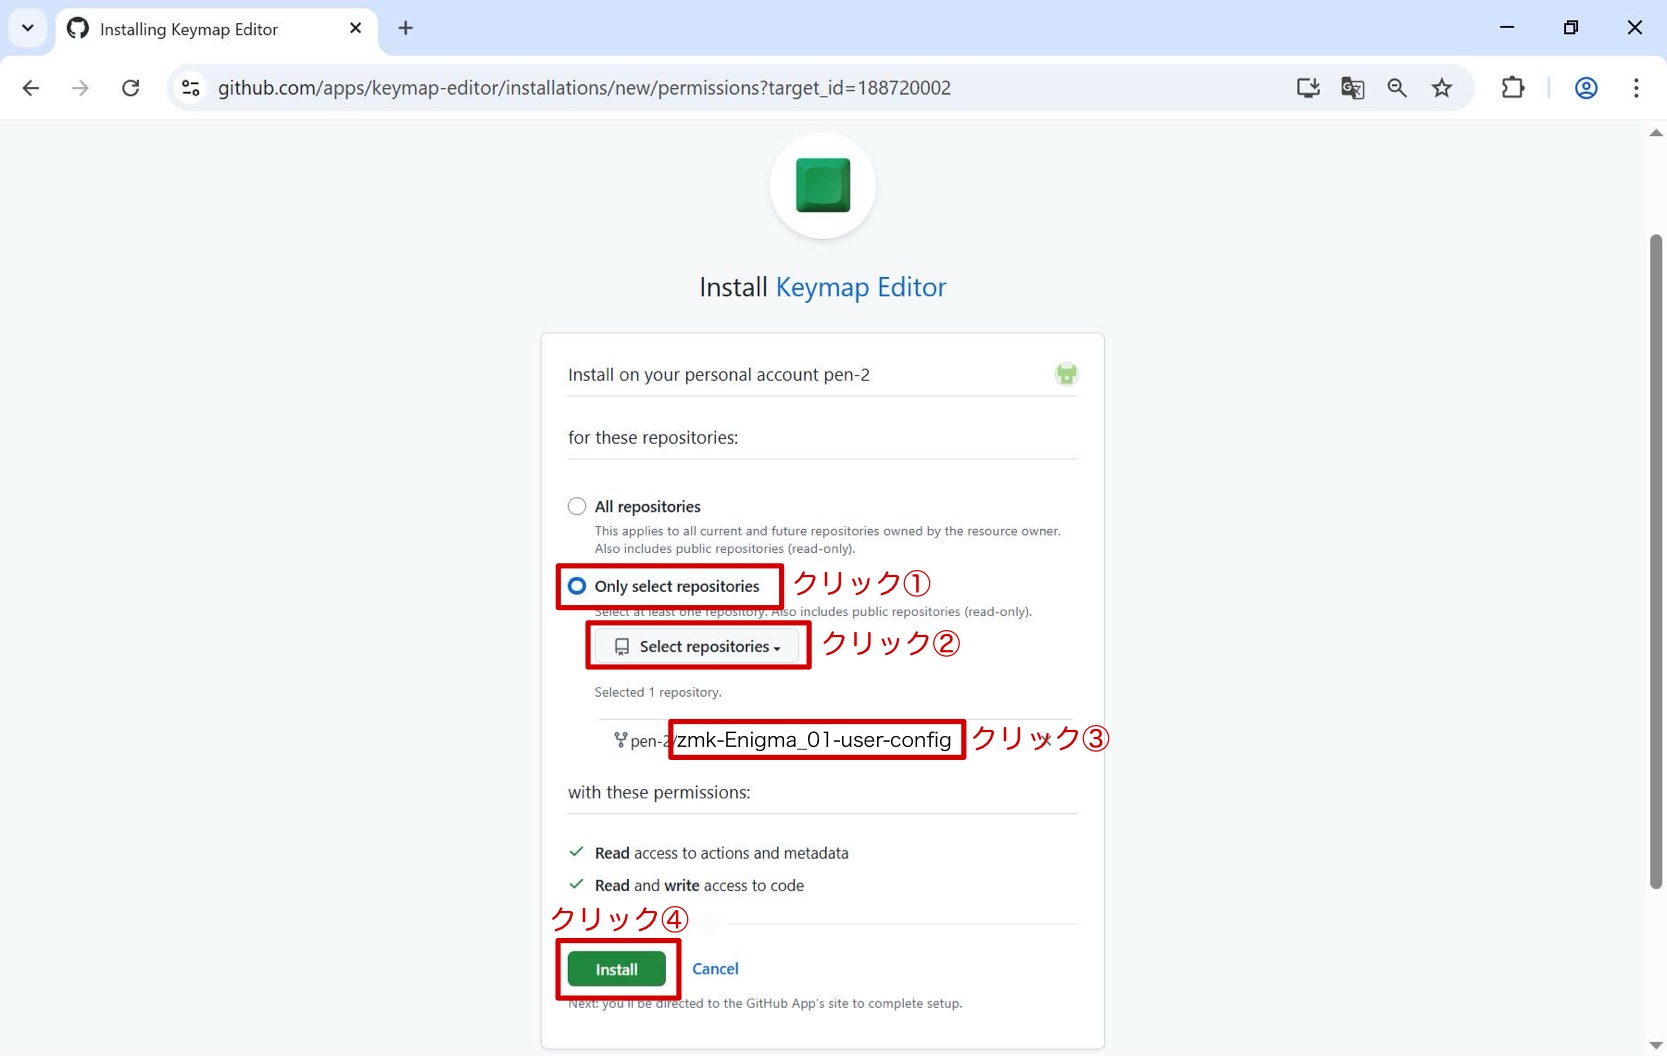 Installing Keymap Editor
github.com/apps/keymap-editor/installations/new/permissions?target_id=188720002
Install Keymap Editor
Install on your personal account pen-2
for these repositories:
All repositories
This applies to all current and future repositories owned by the resource owner.
Also includes public repositories (read-only).
Only select repositories クリック①
Select at least one repository. Also includes public repositories (read-only).
Select repositories クリック②
Selected 1 repository.
pen-2/zmk-Enigma_01-user-config クリック③
with these permissions:
Read access to actions and metadata
Read and write access to code
クリック④
Install Cancel
Next: you'll be directed to the GitHub App's site to complete setup.